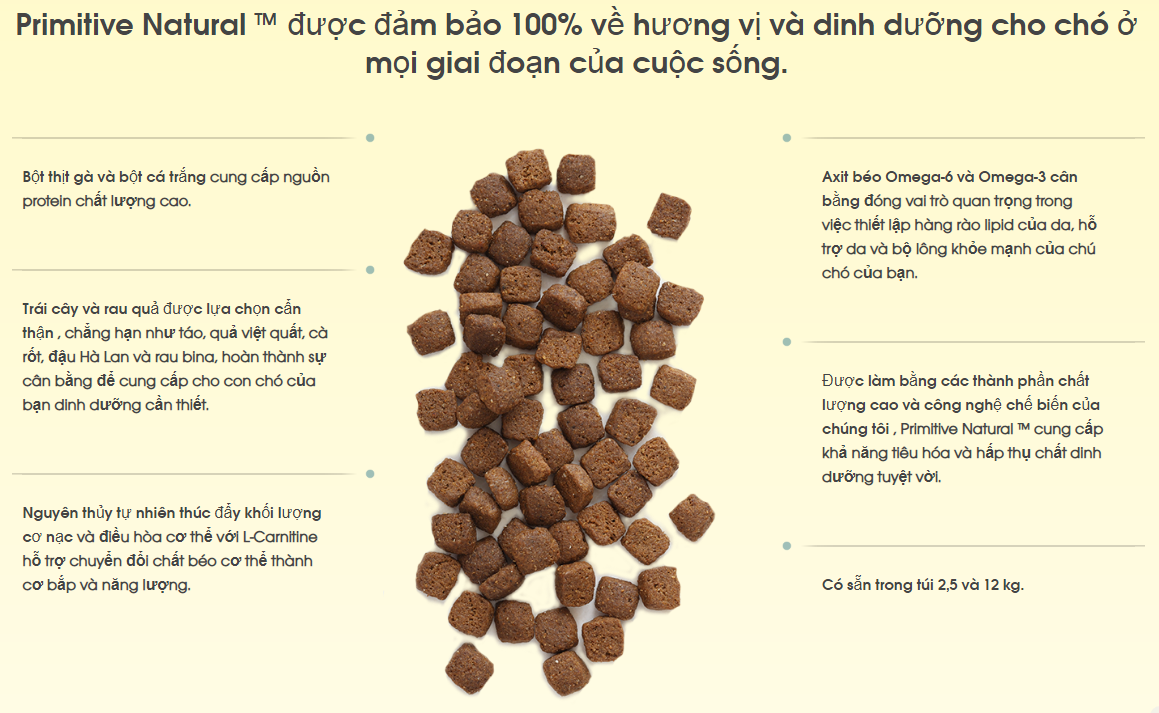 Primitive Natural ™ được đảm bảo 100% về hương vị và dinh dưỡng cho chó ở
mọi giai đoạn của cuộc sống.
Bột thịt gà và bột cá trắng cung cấp nguồn
protein chất lượng cao.
Trái cây và rau quả được lựa chọn cẩn
thận , chẳng hạn như táo, quả việt quất, cà
rốt, đậu Hà Lan và rau bina, hoàn thành sự
cân bằng để cung cấp cho con chó của
bạn dinh dưỡng cần thiết.
Nguyên thủy tự nhiên thúc đẩy khối lượng
cơ nạc và điều hòa cơ thể với L-Carnitine
hỗ trợ chuyển đổi chất béo cơ thể thành
cơ bắp và năng lượng.
Axit béo Omega-6 và Omega-3 cân
bằng đóng vai trò quan trọng trong
việc thiết lập hàng rào lipid của da, hỗ
trợ da và bộ lông khỏe mạnh của chú
chó của bạn.
Được làm bằng các thành phần chất
lượng cao và công nghệ chế biến của
chúng tôi , Primitive Natural ™ cung cấp
khả năng tiêu hóa và hấp thụ chất dinh
dưỡng tuyệt vời.
Có sẵn trong túi 2,5 và 12 kg.